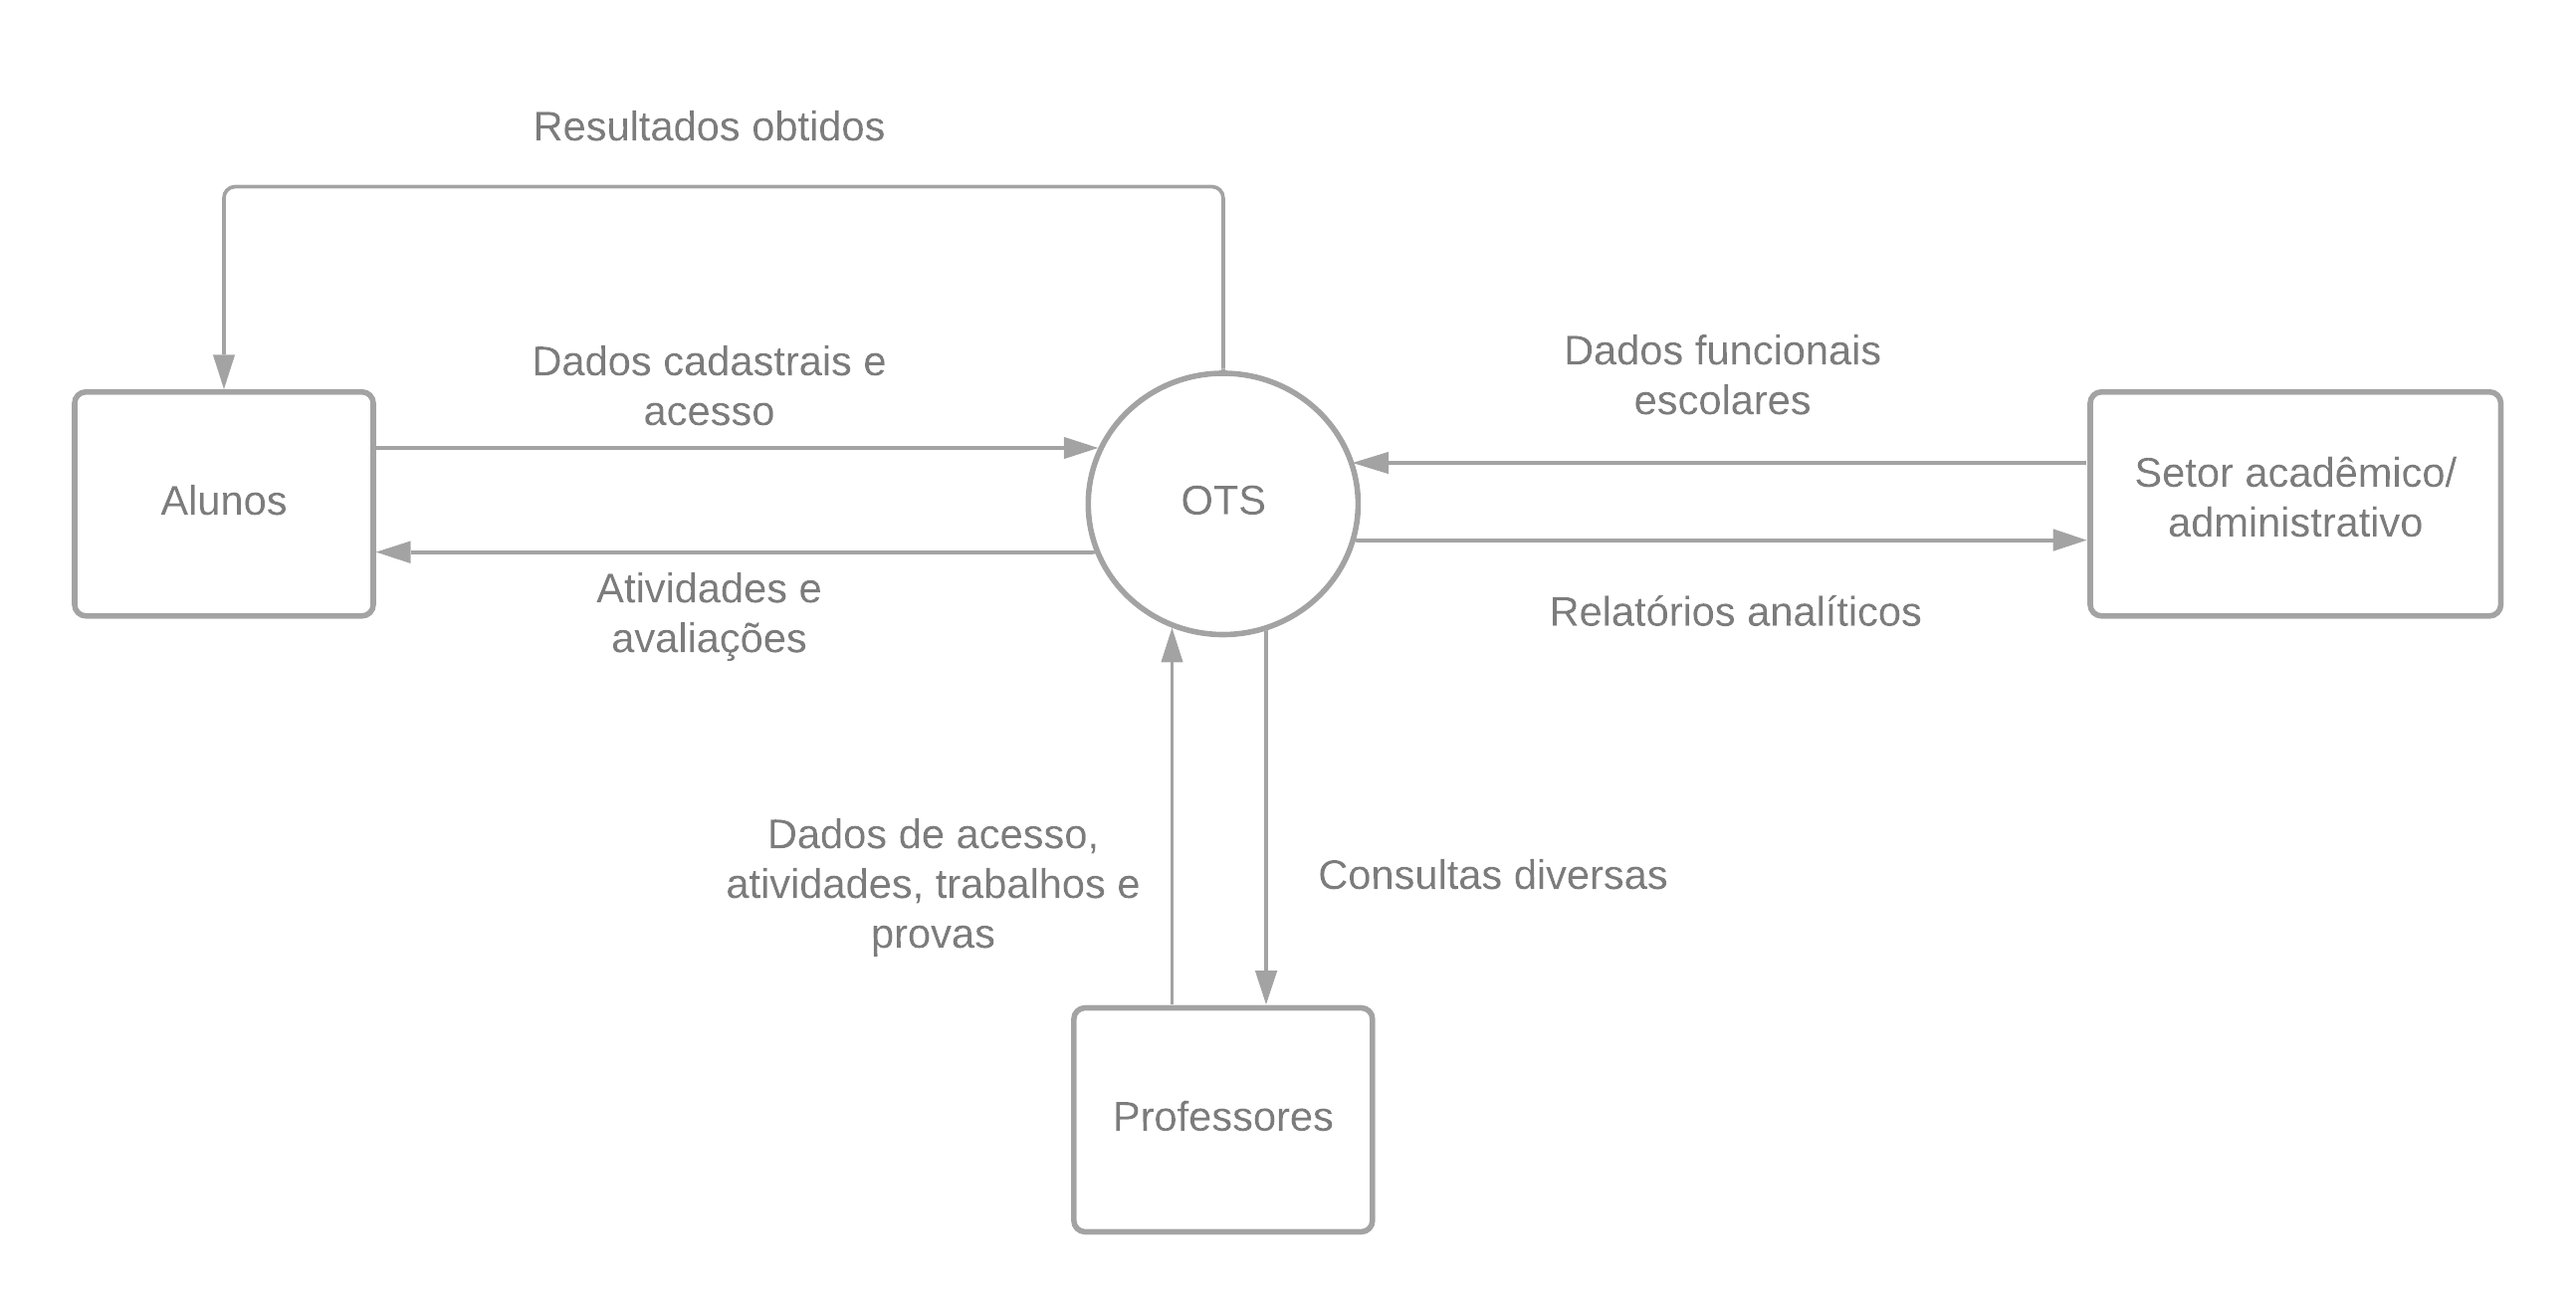 Resultados obtidos
Dados cadastrais e
acesso
Dados funcionais
escolares
Alunos
OTS
Setor acadêmico/
administrativo
Atividades e
avaliações
Relatórios analíticos
Dados de acesso,
atividades, trabalhos e
provas
Consultas diversas
Professores